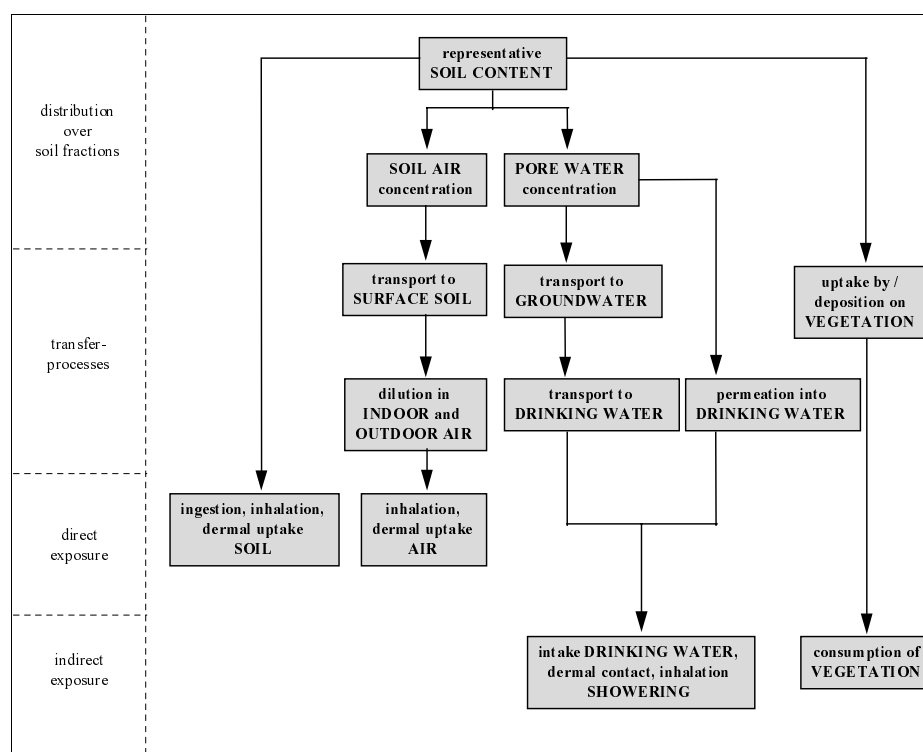 representative
SOIL CONTENT
distribution
over
soil fractions
SOIL AIR
concentration
PORE WATER
concentration
transport to
SURFACE SOIL
transport to
GROUNDWATER
uptake by /
deposition on
VEGETATION
transfer-
processes
dilution in
INDOOR and
OUTDOOR AIR
transport to
DRINKING WATER
permeation into
DRINKING WATER
direct
exposure
ingestion, inhalation,
dermal uptake
SOIL
inhalation,
dermal uptake
AIR
indirect
exposure
intake DRINKING WATER,
dermal contact, inhalation
SHOWERING
consumption of
VEGETATION